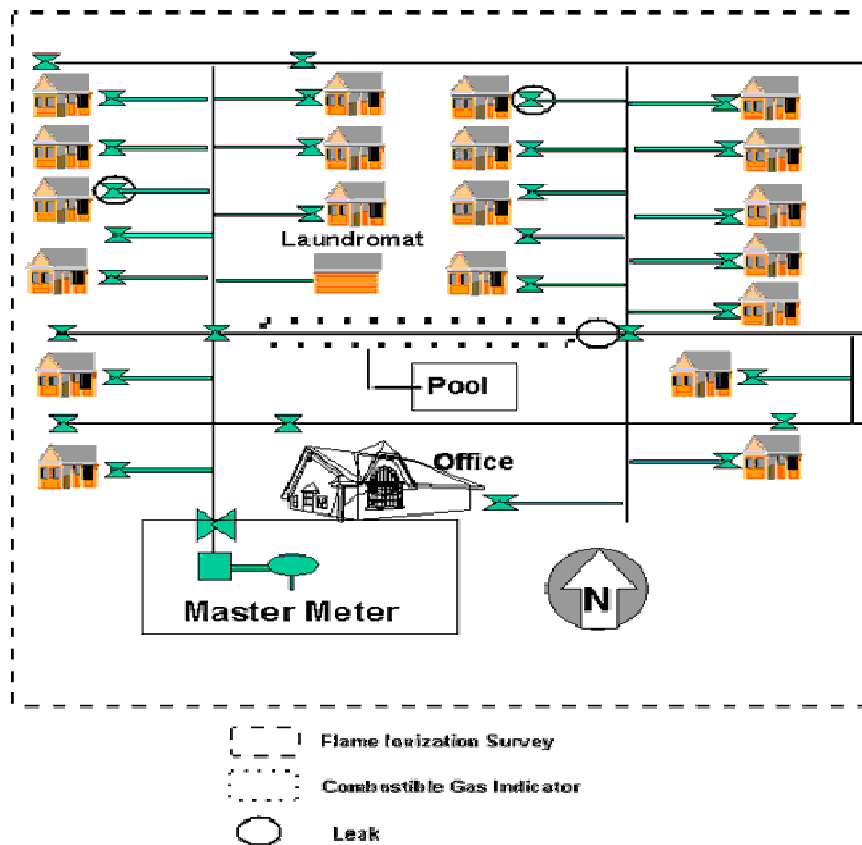 Laundromat
Pool
Office
Master Meter
N
Flame Ionization Survey
Combustible Gas Indicator
Leak